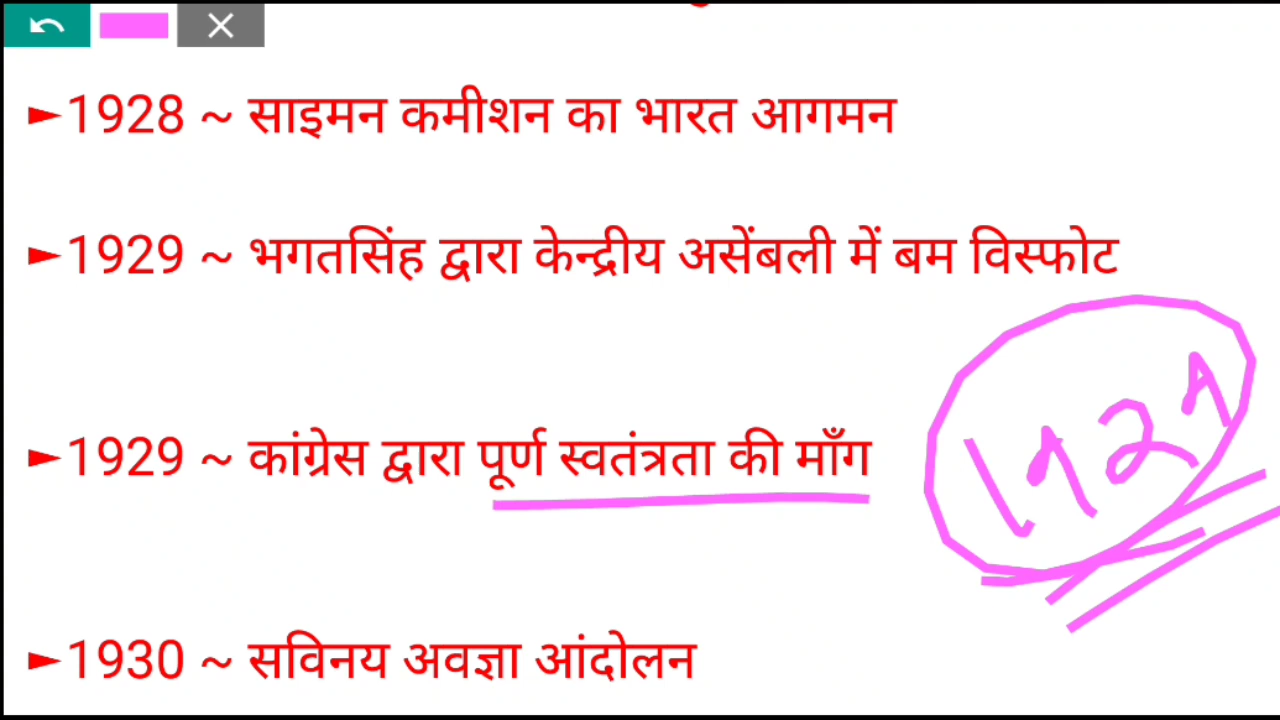 ►1928 ~ साइमन कमीशन का भारत आगमन
►1929 ~ भगतसिंह द्वारा केन्द्रीय असेंबली में बम विस्फोट
►1929 ~ कांग्रेस द्वारा पूर्ण स्वतंत्रता की माँग
1929
►1930 ~ सविनय अवज्ञा आंदोलन